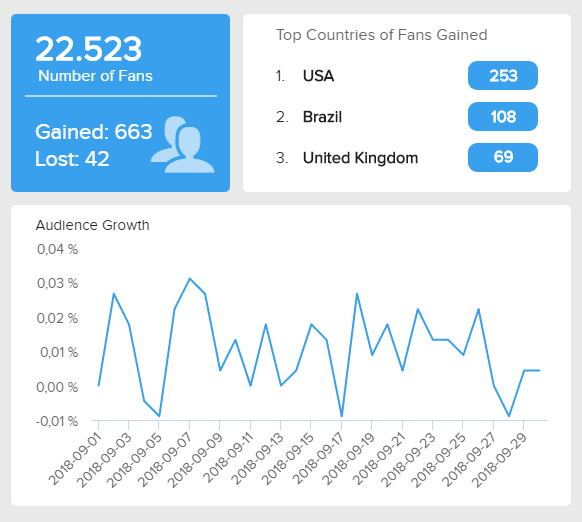 22.523
Number of Fans
Gained: 663
Lost: 42
Top Countries of Fans Gained
1. USA 253
2. Brazil 108
3. United Kingdom 69
Audience Growth
0,04 %
0,03 %
0,02 %
0,01 %
0,00 %
-0,01 %
2018-09-01
2018-09-03
2018-09-05
2018-09-07
2018-09-09
2018-09-11
2018-09-13
2018-09-15
2018-09-17
2018-09-19
2018-09-21
2018-09-23
2018-09-25
2018-09-27
2018-09-29